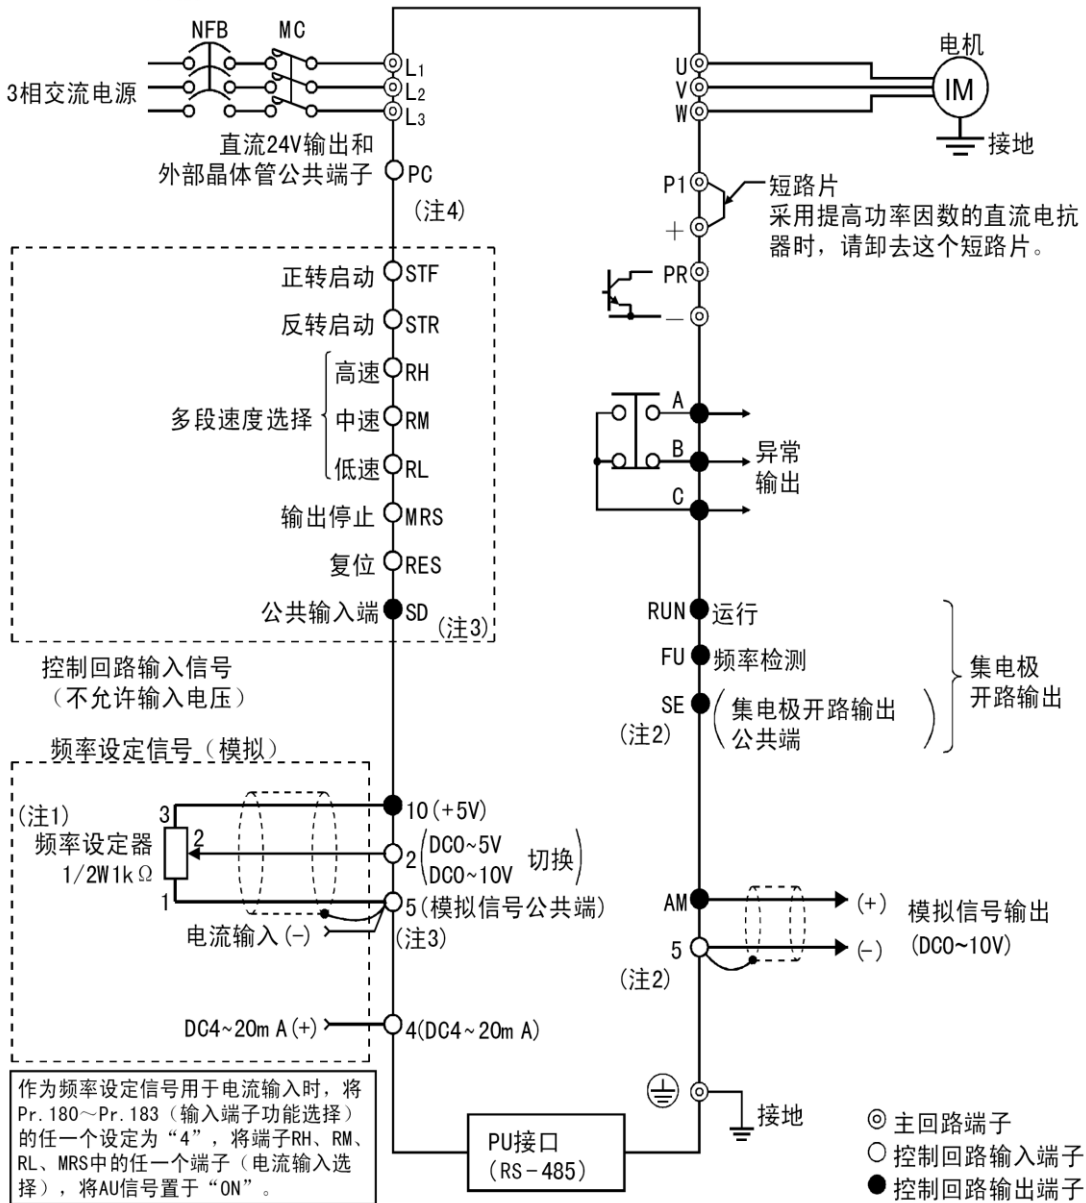 NFB
MC
3相交流电源
L1
L2
L3
直流24V输出和
外部晶体管公共端子
PC
(注4)
正转启动 STF
反转启动 STR
多段速度选择
高速 RH
中速 RM
低速 RL
输出停止 MRS
复位 RES
公共输入端 SD
(注3)
控制回路输入信号
(不允许输入电压)
频率设定信号(模拟)
(注1)
频率设定器
1/2W1kΩ
3
2
1
10(+5V)
2
DC0~5V
DC0~10V
切换
5(模拟信号公共端)
(注3)
电流输入(-)
DC4~20mA(+)
4(DC4~20mA)
作为频率设定信号用于电流输入时，将
Pr.180～Pr.183（输入端子功能选择）
的任一个设定为“4”，将端子RH、RM、
RL、MRS中的任一个端子（电流输入选
择），将AU信号置于“ON”。
PU接口
(RS-485)
U
V
W
电机
IM
接地
P1
+
短路片
采用提高功率因数的直流电抗
器时，请卸去这个短路片。
PR
—
A
B
C
异常
输出
RUN 运行
FU 频率检测
SE
(集电极开路输出
公共端)
(注2)
集电极
开路输出
AM
5
(注2)
(+)
(-)
模拟信号输出
(DC0~10V)
接地
主回路端子
控制回路输入端子
控制回路输出端子